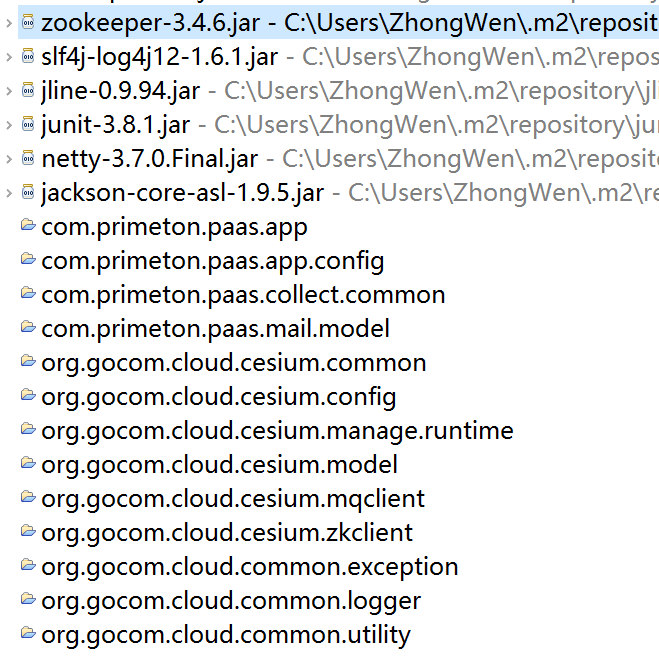 zookeeper-3.4.6.jar - C:\Users\ZhongWen\.m2\reposit
slf4j-log4j12-1.6.1.jar - C:\Users\ZhongWen\.m2\repos
jline-0.9.94.jar - C:\Users\ZhongWen\.m2\repository\jli
junit-3.8.1.jar - C:\Users\ZhongWen\.m2\repository\jur
netty-3.7.0.Final.jar - C:\Users\ZhongWen\.m2\reposit
jackson-core-asl-1.9.5.jar - C:\Users\ZhongWen\.m2\re
com.primeton.paas.app
com.primeton.paas.app.config
com.primeton.paas.collect.common
com.primeton.paas.mail.model
org.gocom.cloud.cesium.common
org.gocom.cloud.cesium.config
org.gocom.cloud.cesium.manage.runtime
org.gocom.cloud.cesium.model
org.gocom.cloud.cesium.mqclient
org.gocom.cloud.cesium.zkclient
org.gocom.cloud.common.exception
org.gocom.cloud.common.logger
org.gocom.cloud.common.utility